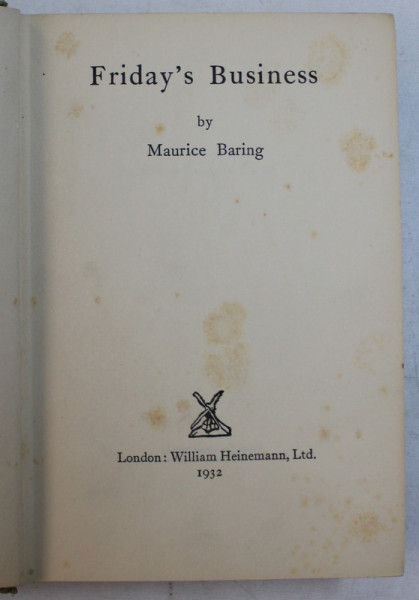 Friday's Business
by
Maurice Baring
London: William Heinemann, Ltd.
1932